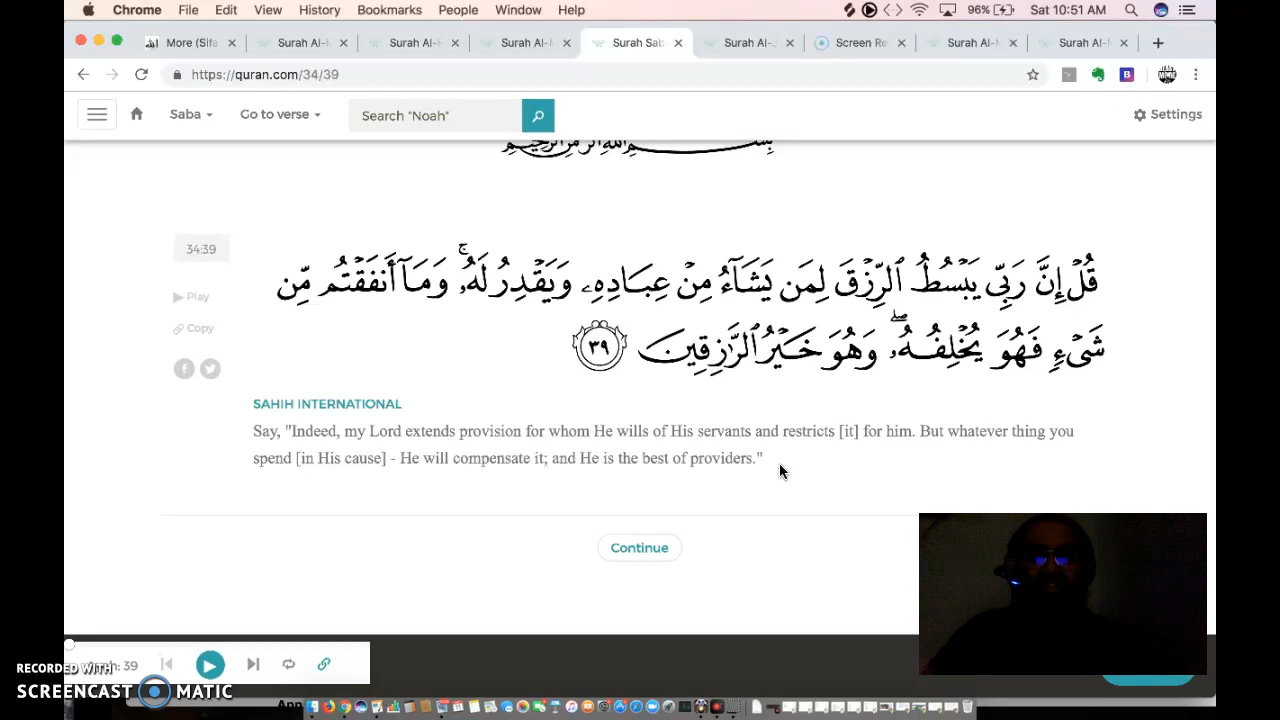 Chrome File Edit View History Bookmarks People Window Help 96% Sat 10:51 AM
More (Sifa Surah Al-M Surah Al-H Surah Al-M Surah Sab Surah Al-J Screen Re Surah Al-M Surah Al-M
https://quran.com/34/39
Saba Go to verse Search "Noah" Settings
34:39
قُلْ إِنَّ رَبِّى يَبْسُطُ ٱلرِّزْقَ لِمَن يَشَآءُ مِنْ عِبَادِهِۦ وَيَقْدِرُ لَهُۥ ۚ وَمَآ أَنفَقْتُم مِّن
Play
شَىْءٍ فَهُوَ يُخْلِفُهُۥ ۖ وَهُوَ خَيْرُ ٱلرَّٰزِقِينَ ٣٩
Copy
SAHIH INTERNATIONAL
Say, "Indeed, my Lord extends provision for whom He wills of His servants and restricts [it] for him. But whatever thing you
spend [in His cause] - He will compensate it; and He is the best of providers."
Continue
39
RECORDED WITH
SCREENCAST MATIC